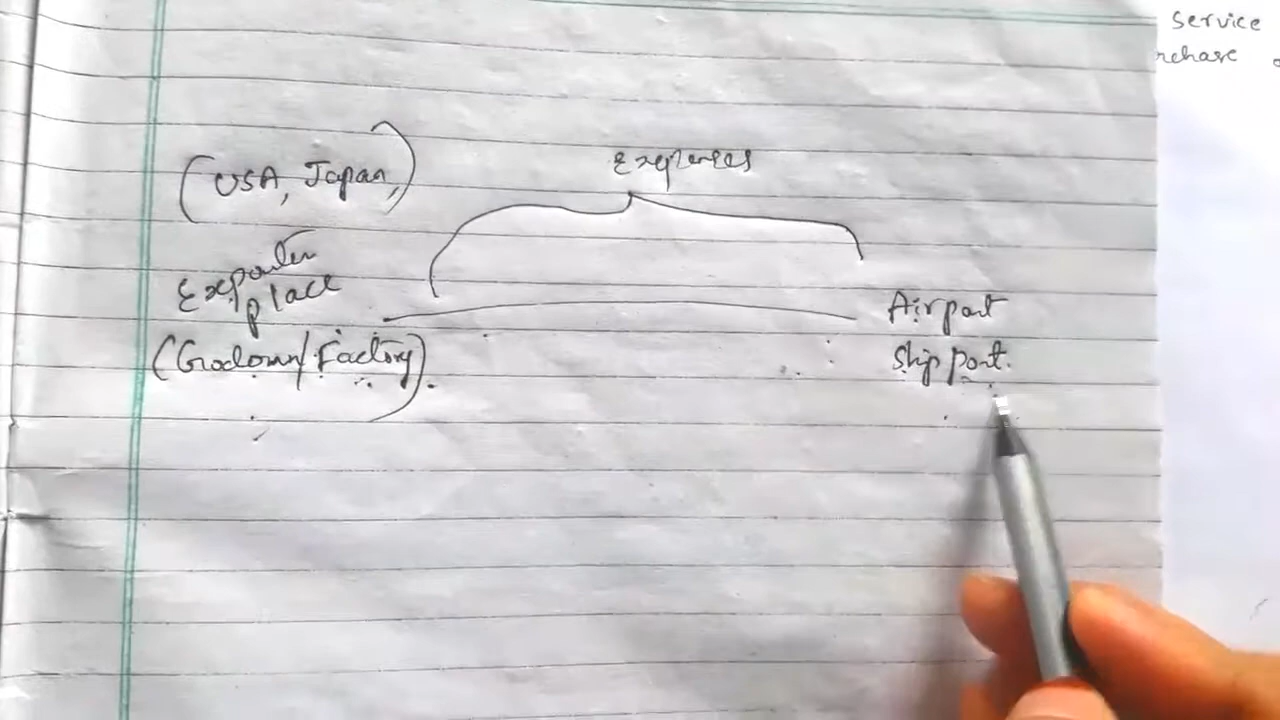 Service
rchase
(USA, Japan,)
Expenses
Exporter
place
(Godown/Factory)
Airport
Ship port.